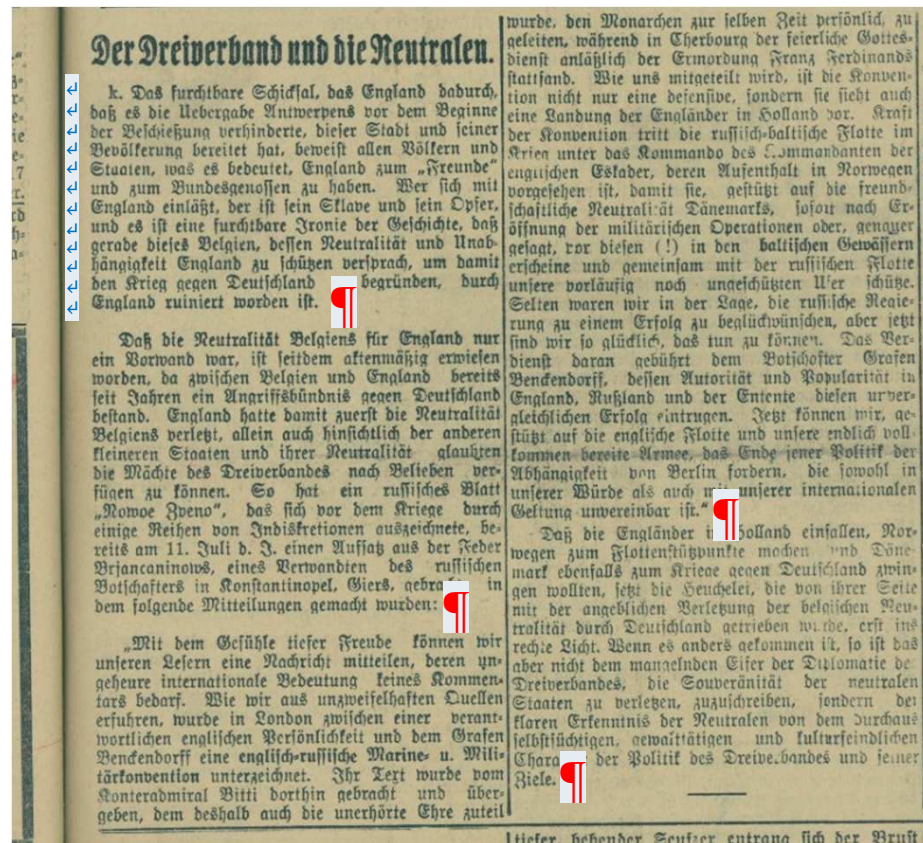 Der Dreiverband und die Neutralen.
k. Das furchtbare Schicksal, das England dadurch,
daß es die Uebergabe Antwerpens vor dem Beginne
der Beschießung verhinderte, dieser Stadt und seiner
Bevölkerung bereitet hat, beweist allen Völkern und
Staaten, was es bedeutet, England zum „Freunde“
und zum Bundesgenossen zu haben. Wer sich mit
England einläßt, der ist sein Sklave und sein Opfer,
und es ist eine furchtbare Ironie der Geschichte, daß
gerade dieses Belgien, dessen Neutralität und Unab-
hängigkeit England zu schützen versprach, um damit
den Krieg gegen Deutschland begründen, durch
England ruiniert worden ist. ¶
Daß die Neutralität Belgiens für England nur
ein Vorwand war, ist seitdem aktenmäßig erwiesen
worden, da zwischen Belgien und England bereits
seit Jahren ein Angriffsbündnis gegen Deutschland
bestand. England hatte damit zuerst die Neutralität
Belgiens verletzt, allein auch hinsichtlich der anderen
kleineren Staaten und ihrer Neutralität glaubten
die Mächte des Dreiverbandes nach Belieben ver-
fügen zu können. So hat ein russisches Blatt
„Nowoe Zveno“, das sich vor dem Kriege durch
einige Reihen von Indiskretionen auszeichnete, be-
reits am 11. Juli d. J. einen Aufsatz aus der Feder
Brjancaninows, eines Verwandten des russischen
Botschafters in Konstantinopel, Giers, gebracht in
dem folgende Mitteilungen gemacht wurden: ¶
„Mit dem Gefühle tiefer Freude können wir
unseren Lesern eine Nachricht mitteilen, deren un-
geheure internationale Bedeutung keines Kommen-
tars bedarf. Wie wir aus unzweifelhaften Quellen
erfuhren, wurde in London zwischen einer verant-
wortlichen englischen Persönlichkeit und dem Grafen
Benckendorff eine englisch-russische Marine- u. Mili-
tärkonvention unterzeichnet. Ihr Text wurde vom
Konteradmiral Bitti dorthin gebracht und über-
geben, dem deshalb auch die unerhörte Ehre zuteil
wurde, den Monarchen zur selben Zeit persönlich, zu
geleiten, während in Cherbourg der feierliche Gottes-
dienst anläßlich der Ermordung Franz Ferdinands
stattfand. Wie uns mitgeteilt wird, ist die Konven-
tion nicht nur eine defensive, sondern sie sieht auch
eine Landung der Engländer in Holland vor. Kraft
der Konvention tritt die russisch-baltische Flotte im
Krieg unter das Kommando des Kommandanten der
englischen Eskader, deren Aufenthalt in Norwegen
vorgesehen ist, damit sie, gestützt auf die freund-
schaftliche Neutralität Dänemarks, sofort nach Er-
öffnung der militärischen Operationen oder, genauer
gesagt, vor diesen (!) in den baltischen Gewässern
erscheine und gemeinsam mit der russischen Flotte
unsere vorläufig noch ungeschützten Ufer schütze.
Selten waren wir in der Lage, die russische Regie-
rung zu einem Erfolg zu beglückwünschen, aber jetzt
sind wir so glücklich, das tun zu können. Das Ver-
dienst daran gebührt dem Botschafter Grafen
Benckendorff, dessen Autorität und Popularität in
England, Rußland und der Entente diesen unver-
gleichlichen Erfolg eintrugen. Jetzt können wir, ge-
stützt auf die englische Flotte und unsere endlich voll-
kommen bereite Armee, das Ende jener Politik der
Abhängigkeit von Berlin fordern, die sowohl in
unserer Würde als auch mit unserer internationalen
Geltung unvereinbar ist.“ ¶
Daß die Engländer in Holland einfallen, Nor-
wegen zum Flottenstützpunkte machen und Däne-
mark ebenfalls zum Kriege gegen Deutschland zwin-
gen wollten, setzt die Heuchelei, die von ihrer Seite
mit der angeblichen Verletzung der belgischen Neu-
tralität durch Deutschland getrieben wurde, erst ins
rechte Licht. Wenn es anders gekommen ist, so ist das
aber nicht dem mangelnden Eifer der Diplomatie des
Dreiverbandes, die Souveränität der neutralen
Staaten zu verletzen, zuzuschreiben, sondern der
klaren Erkenntnis der Neutralen von dem durchaus
selbstsüchtigen, gewalttätigen und kulturfeindlichen
der Politik des Dreiverbandes und seiner
Ziele. ¶
tiefer, bebender Seufzer entrang sich der Brust